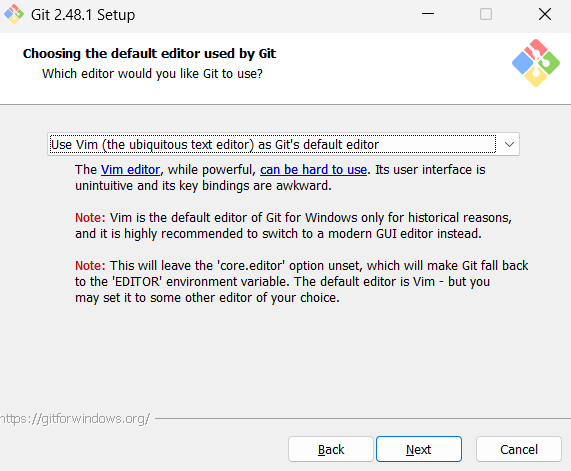 Git 2.48.1 Setup
Choosing the default editor used by Git
Which editor would you like Git to use?
Use Vim (the ubiquitous text editor) as Git's default editor
The Vim editor, while powerful, can be hard to use. Its user interface is
unintuitive and its key bindings are awkward.
Note: Vim is the default editor of Git for Windows only for historical reasons,
and it is highly recommended to switch to a modern GUI editor instead.
Note: This will leave the 'core.editor' option unset, which will make Git fall back
to the 'EDITOR' environment variable. The default editor is Vim - but you
may set it to some other editor of your choice.
https://gitforwindows.org/
Back Next Cancel